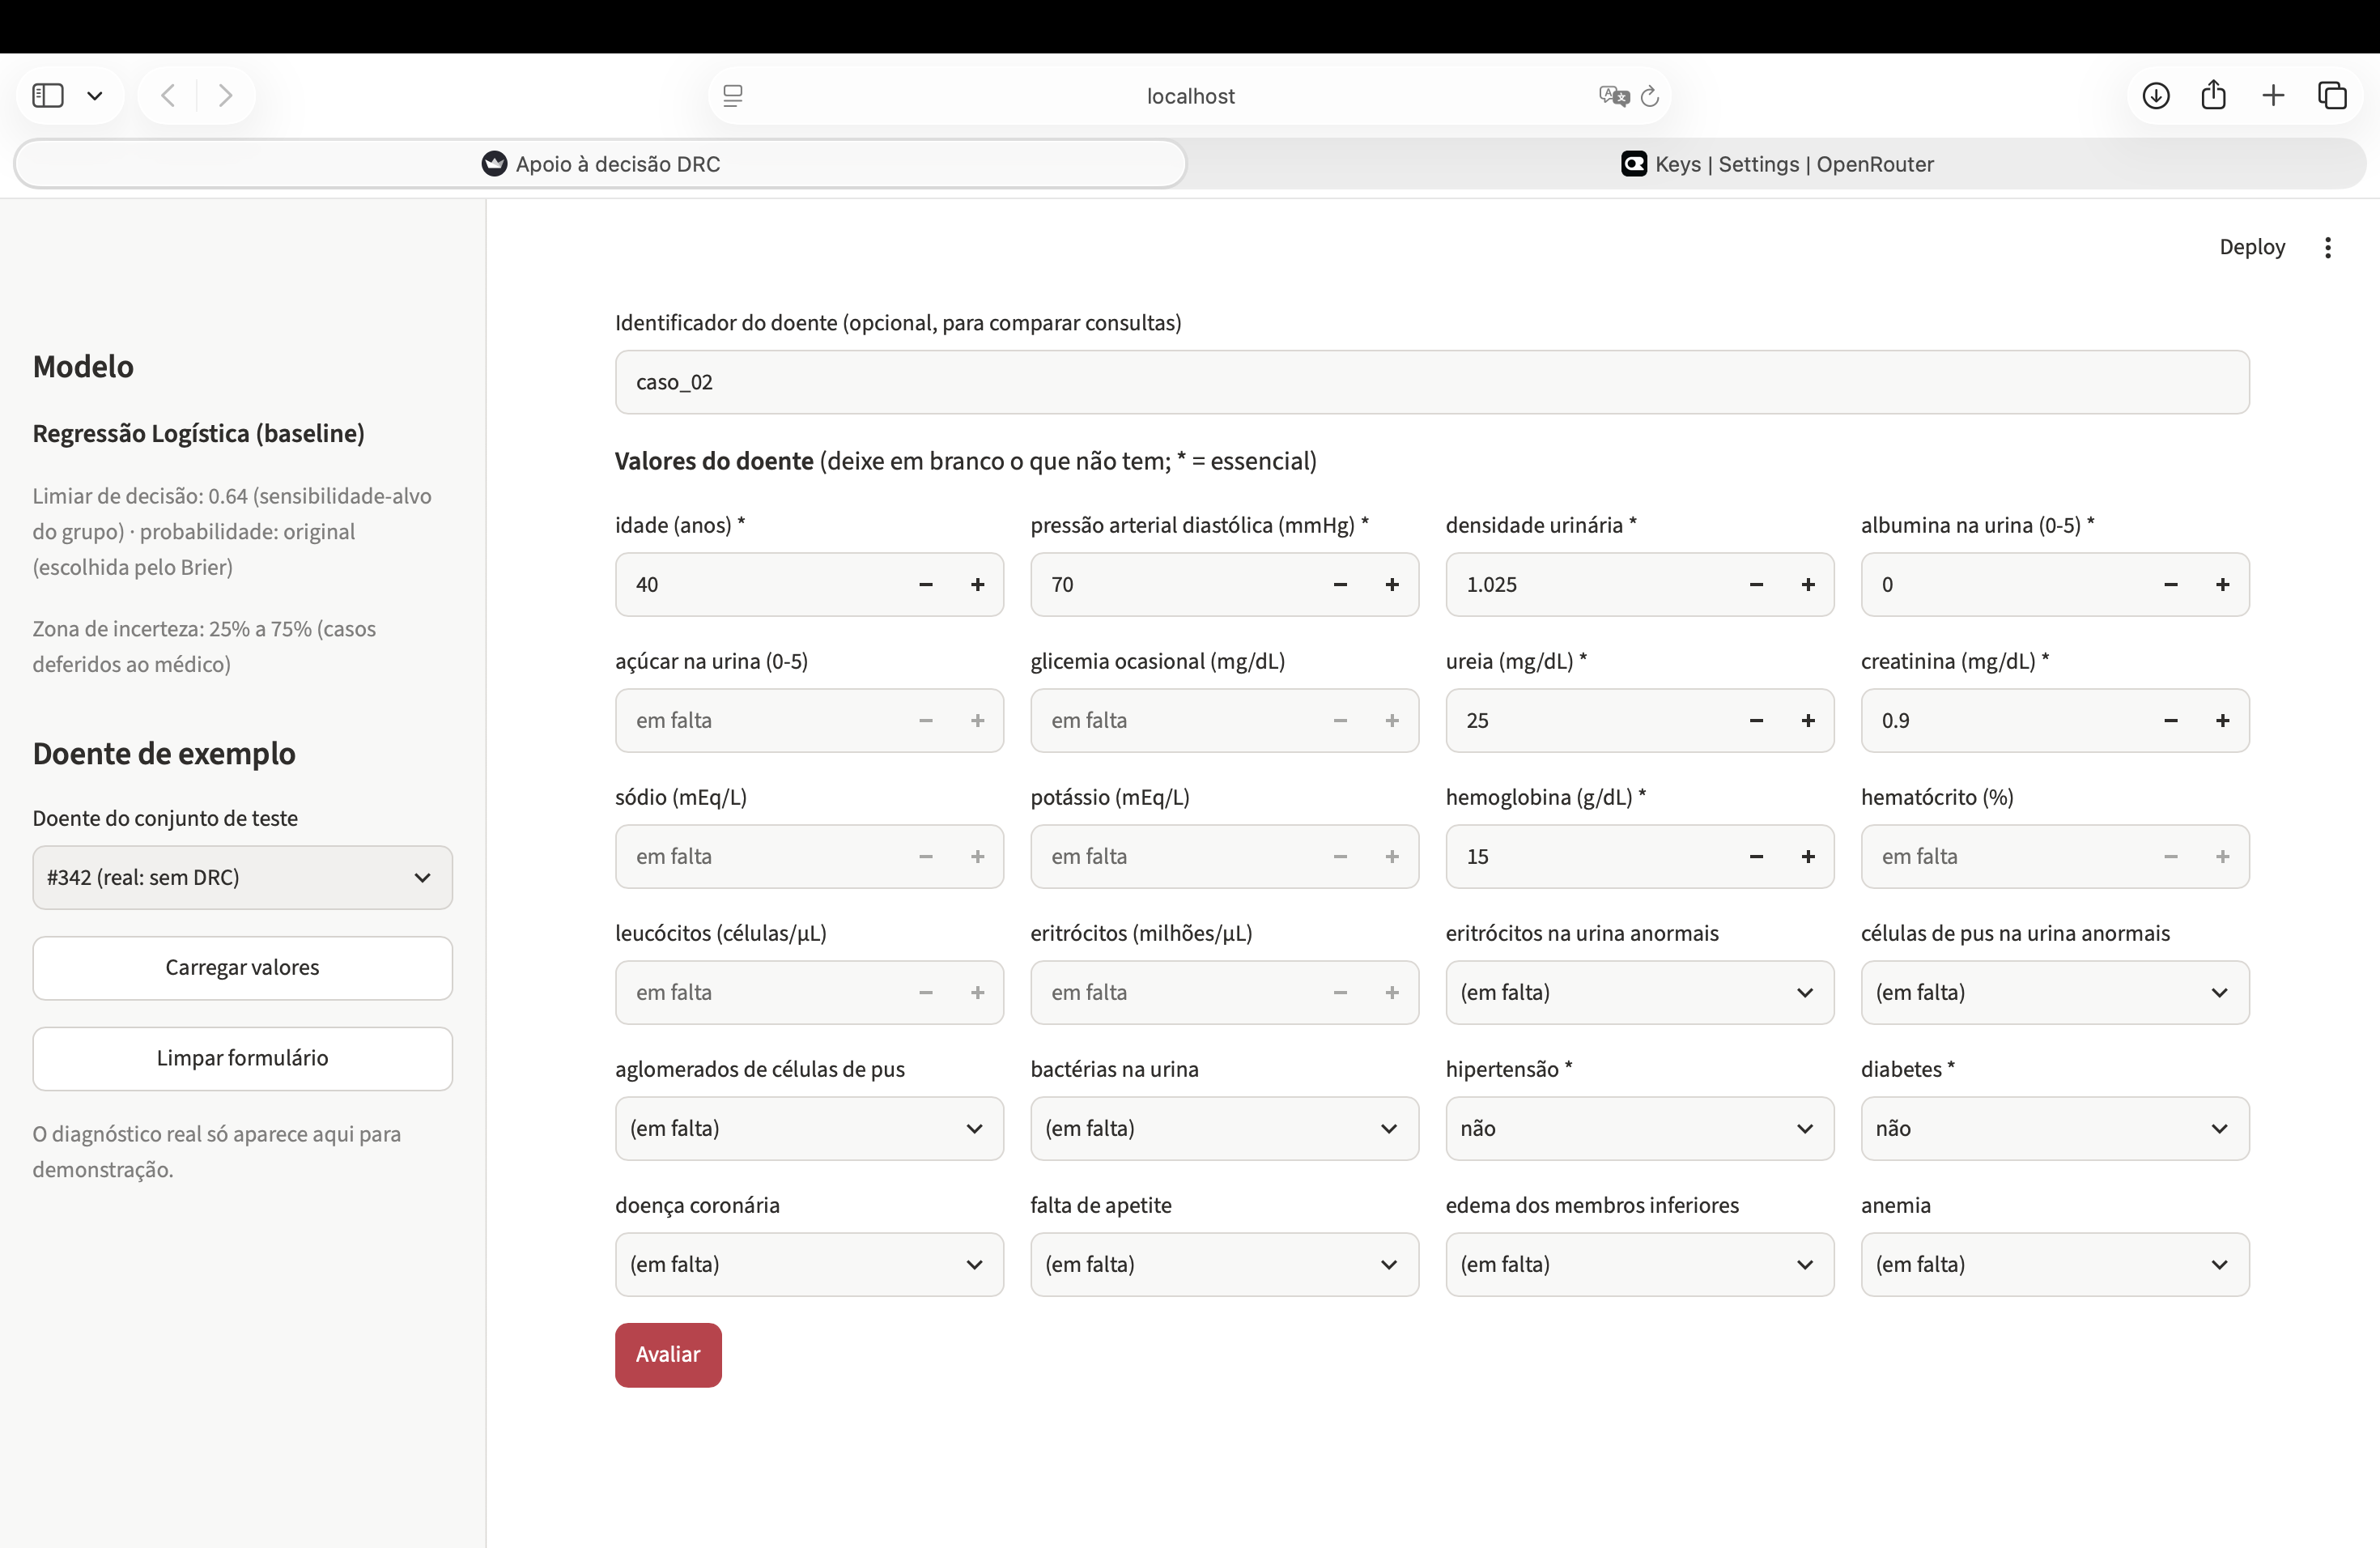 localhost
Apoio à decisão DRC
Keys | Settings | OpenRouter
Deploy
Modelo
Regressão Logística (baseline)
Limiar de decisão: 0.64 (sensibilidade-alvo
do grupo) · probabilidade: original
(escolhida pelo Brier)
Zona de incerteza: 25% a 75% (casos
deferidos ao médico)
Doente de exemplo
Doente do conjunto de teste
#342 (real: sem DRC)
Carregar valores
Limpar formulário
O diagnóstico real só aparece aqui para
demonstração.
Identificador do doente (opcional, para comparar consultas)
caso_02
Valores do doente (deixe em branco o que não tem; * = essencial)
idade (anos) * pressão arterial diastólica (mmHg) * densidade urinária * albumina na urina (0-5) *
40 70 1.025 0
açúcar na urina (0-5) glicemia ocasional (mg/dL) ureia (mg/dL) * creatinina (mg/dL) *
em falta em falta 25 0.9
sódio (mEq/L) potássio (mEq/L) hemoglobina (g/dL) * hematócrito (%)
em falta em falta 15 em falta
leucócitos (células/µL) eritrócitos (milhões/µL) eritrócitos na urina anormais células de pus na urina anormais
em falta em falta (em falta) (em falta)
aglomerados de células de pus bactérias na urina hipertensão * diabetes *
(em falta) (em falta) não não
doença coronária falta de apetite edema dos membros inferiores anemia
(em falta) (em falta) (em falta) (em falta)
Avaliar